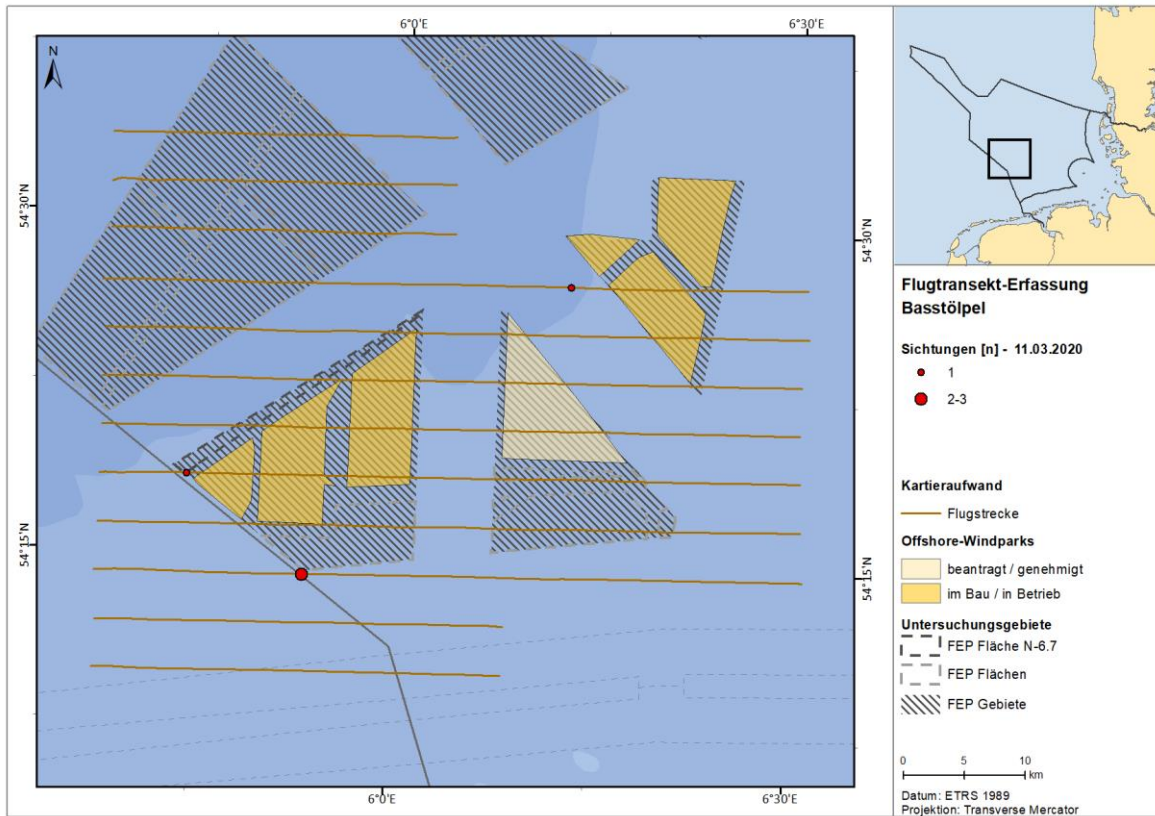 6°0'E
6°30'E
N
54°30'N
54°30'N
54°15'N
54°15'N
6°0'E
6°30'E
Flugtransekt-Erfassung
Basstölpel
Sichtungen [n] - 11.03.2020
1
2-3
Kartieraufwand
Flugstrecke
Offshore-Windparks
beantragt / genehmigt
im Bau / in Betrieb
Untersuchungsgebiete
FEP Fläche N-6.7
FEP Flächen
FEP Gebiete
0 5 10
km
Datum: ETRS 1989
Projektion: Transverse Mercator